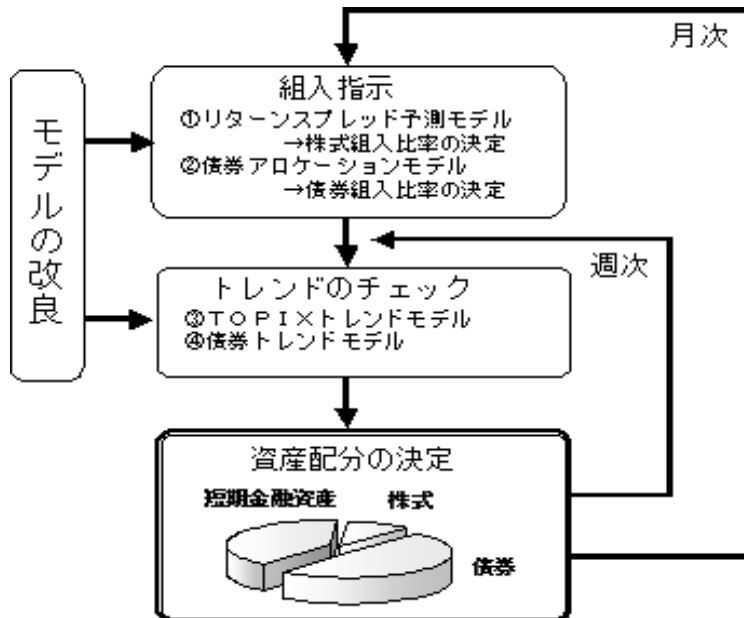 月次
組入指示
①リターンスプレッド予測モデル
→株式組入比率の決定
②債券アロケーションモデル
→債券組入比率の決定
モデルの改良
週次
トレンドのチェック
③TOPIXトレンドモデル
④債券トレンドモデル
資産配分の決定
短期金融資産
株式
債券